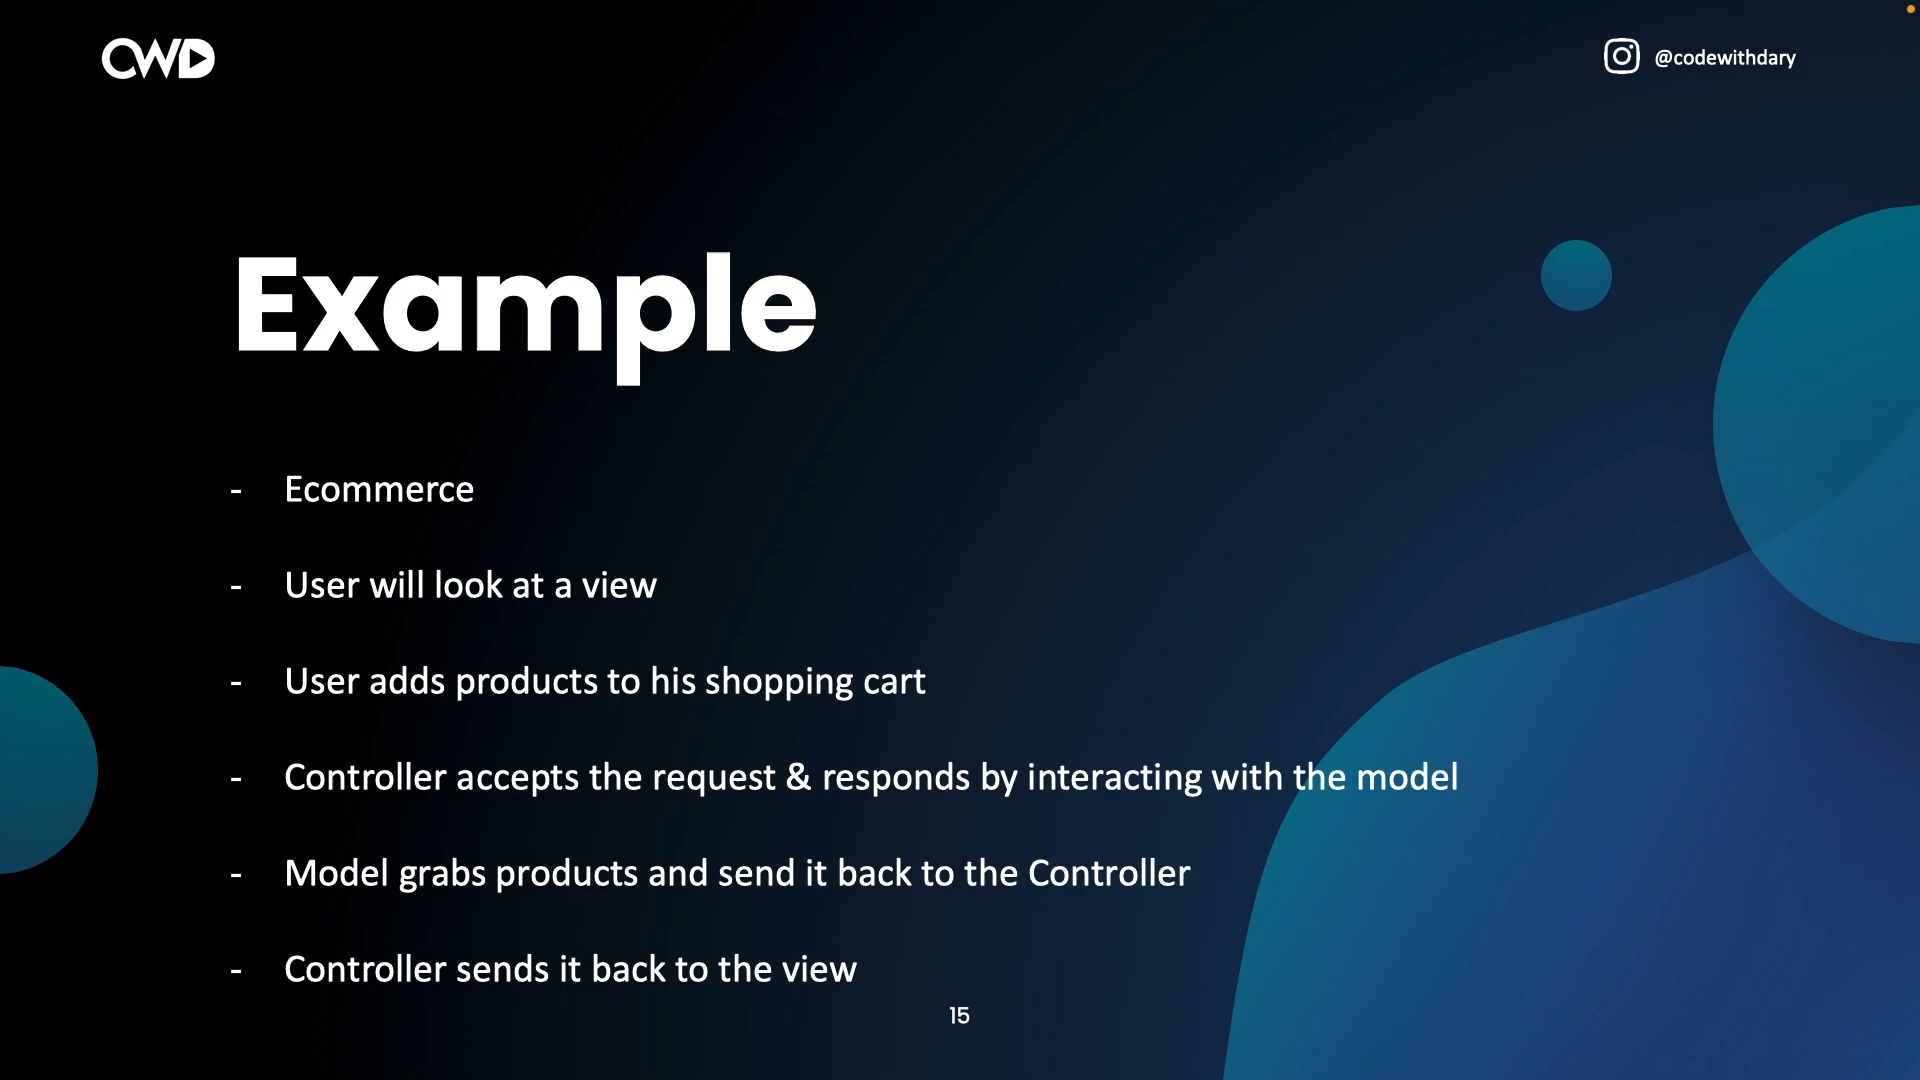 CWD
@codewithdary
Example
- Ecommerce
- User will look at a view
- User adds products to his shopping cart
- Controller accepts the request & responds by interacting with the model
- Model grabs products and send it back to the Controller
- Controller sends it back to the view
15